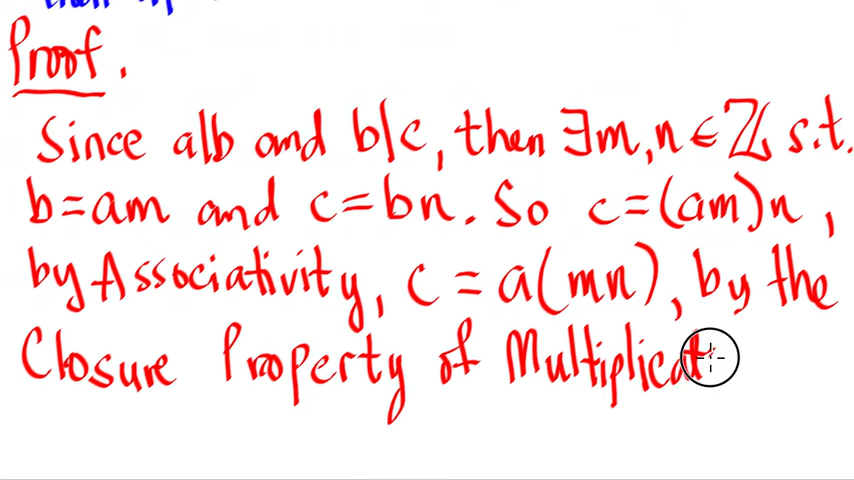 Proof.
Since a|b and b|c, then ∃m,n∈ℤ s.t.
b=am and c=bn. So c=(am)n,
by Associativity, c=a(mn), by the
Closure Property of Multiplicat